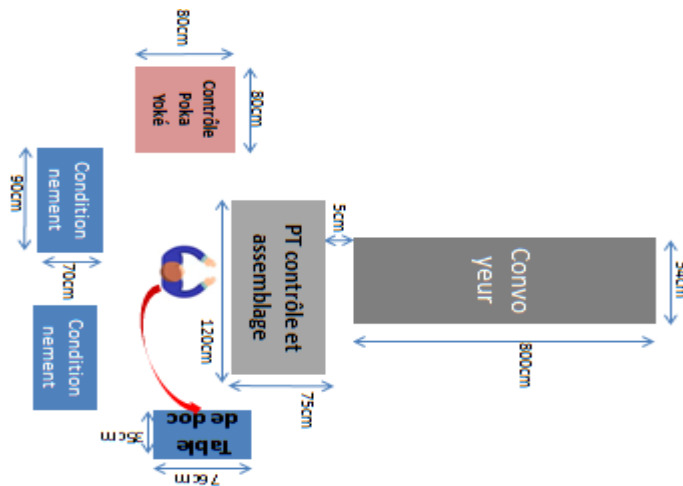 80cm
80cm
Contrôle
Poka
Yoké
90cm
Condition
nement
70cm
Condition
nement
120cm
PT contrôle et
assemblage
75cm
5cm
Convo
yeur
54cm
800cm
Table
de doc
76cm